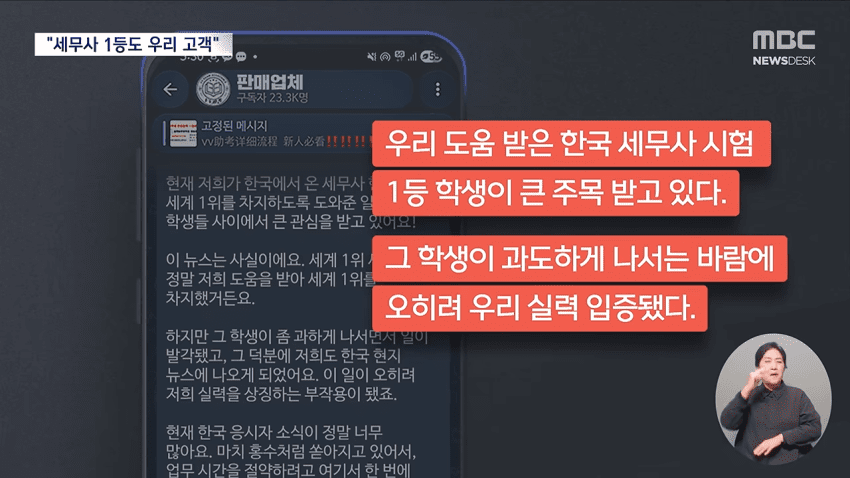 "세무사 1등도 우리 고객"
MBC
NEWSDESK
판매업체
구독자 23.3K명
고정된 메시지
vv助考详细流程 新人必看‼️‼️‼️
우리 도움 받은 한국 세무사 시험
1등 학생이 큰 주목 받고 있다.
그 학생이 과도하게 나서는 바람에
오히려 우리 실력 입증됐다.
현재 저희가 한국에서 온 세무사
세계 1위를 차지하도록 도와준 일
학생들 사이에서 큰 관심을 받고 있어요!
이 뉴스는 사실이에요. 세계 1위
정말 저희 도움을 받아 세계 1위를
차지했거든요.
하지만 그 학생이 좀 과하게 나서면서 일이
발각됐고, 그 덕분에 저희도 한국 현지
뉴스에 나오게 되었어요. 이 일이 오히려
저희 실력을 상징하는 부작용이 됐죠.
현재 한국 응시자 소식이 정말 너무
많아요. 마치 홍수처럼 쏟아지고 있어서,
업무 시간을 절약하려고 여기서 한 번에